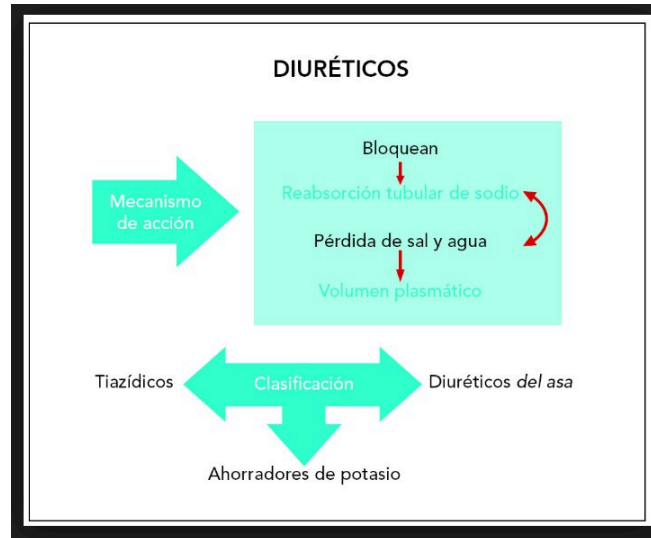 DIURÉTICOS
Mecanismo
de acción
Bloquean
Reabsorción tubular de sodio
Pérdida de sal y agua
Volumen plasmático
Tiazídicos
Clasificación
Diuréticos del asa
Ahorradores de potasio